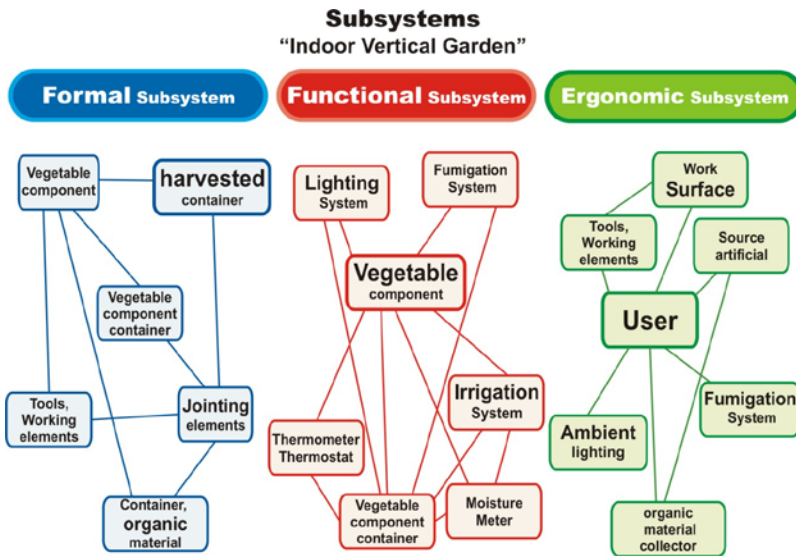 Subsystems
“Indoor Vertical Garden”
Formal Subsystem
Functional Subsystem
Ergonomic Subsystem
Vegetable
component
harvested
container
Vegetable
component
container
Tools,
Working
elements
Jointing
elements
Container,
organic
material
Lighting
System
Fumigation
System
Vegetable
component
Irrigation
System
Thermometer
Thermostat
Vegetable
component
container
Moisture
Meter
Work
Surface
Tools,
Working
elements
Source
artificial
User
Fumigation
System
Ambient
lighting
organic
material
collector